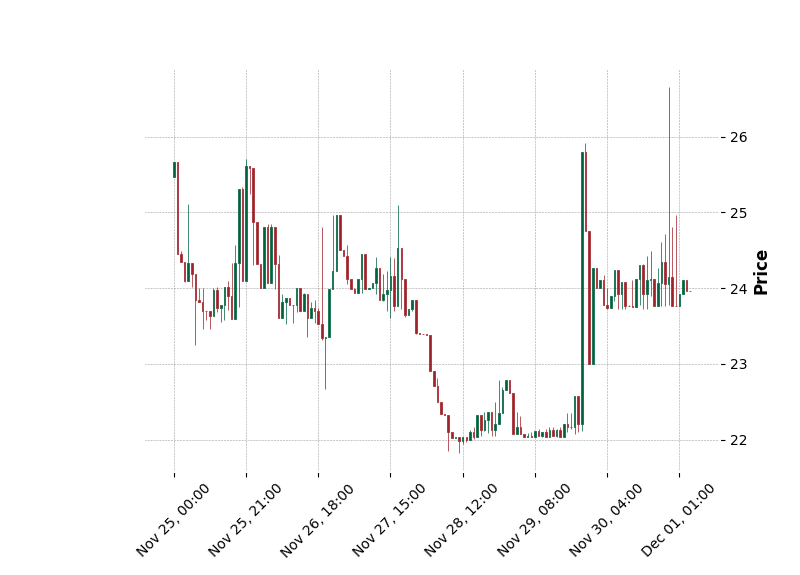 26
25
24
23
22
Price
Nov 25, 00:00
Nov 25, 21:00
Nov 26, 18:00
Nov 27, 15:00
Nov 28, 12:00
Nov 29, 08:00
Nov 30, 04:00
Dec 01, 01:00